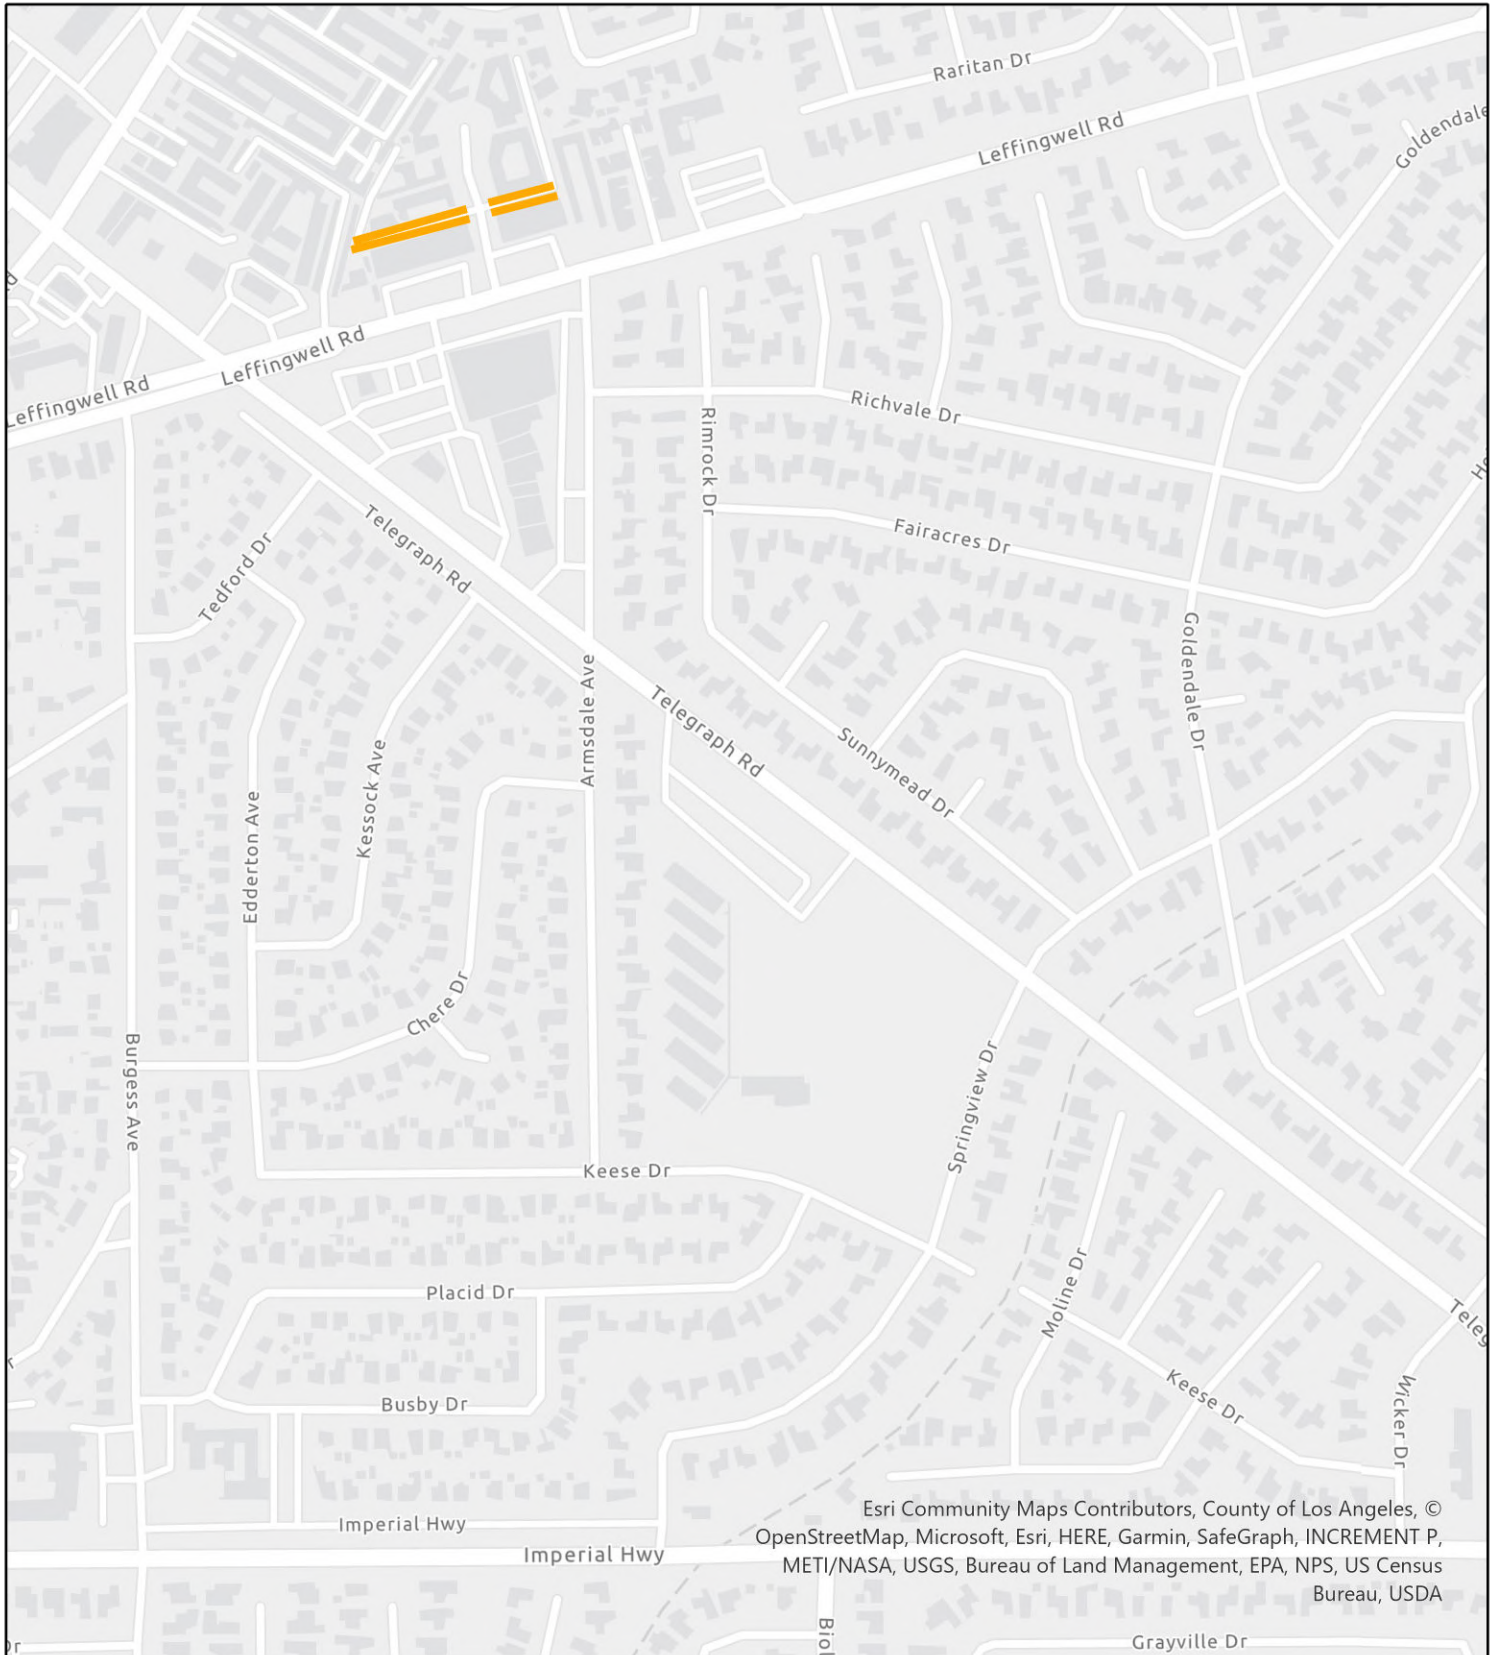 Raritan Dr
Leffingwell Rd
Goldendale
Leffingwell Rd
Leffingwell Rd
Richvale Dr
Rimrock Dr
Fairacres Dr
Telegraph Rd
Tedford Dr
Goldendale Dr
Armsdale Ave
Telegraph Rd
Sunnymead Dr
Kessock Ave
Edderton Ave
Chere Dr
Burgess Ave
Springview Dr
Keese Dr
Placid Dr
Moline Dr
Teleg
Busby Dr
Keese Dr
Wicker Dr
Imperial Hwy
Imperial Hwy
Esri Community Maps Contributors, County of Los Angeles, ©
OpenStreetMap, Microsoft, Esri, HERE, Garmin, SafeGraph, INCREMENT P,
METI/NASA, USGS, Bureau of Land Management, EPA, NPS, US Census
Bureau, USDA
Grayville Dr